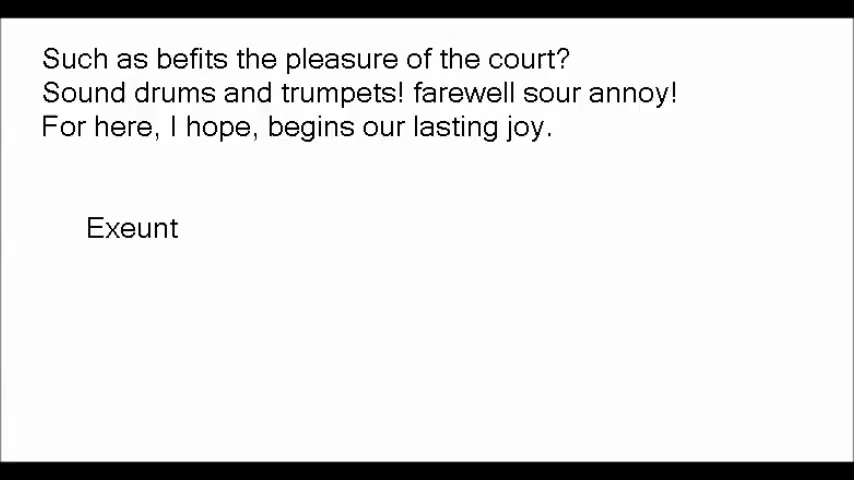 Such as befits the pleasure of the court?
Sound drums and trumpets! farewell sour annoy!
For here, I hope, begins our lasting joy.
Exeunt